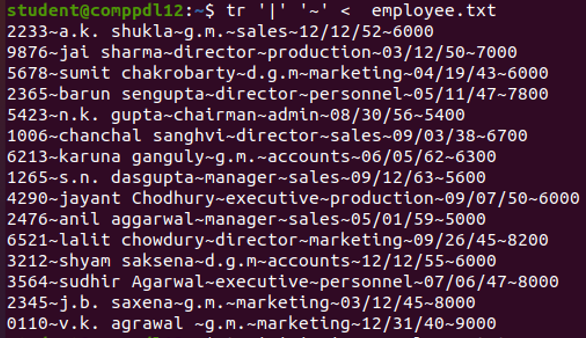 student@comppdl12:~$ tr '|' '~' <  employee.txt
2233~a.k. shukla~g.m.~sales~12/12/52~6000
9876~jai sharma~director~production~03/12/50~7000
5678~sumit chakrobarty~d.g.m~marketing~04/19/43~6000
2365~barun sengupta~director~personnel~05/11/47~7800
5423~n.k. gupta~chairman~admin~08/30/56~5400
1006~chanchal sanghvi~director~sales~09/03/38~6700
6213~karuna ganguly~g.m.~accounts~06/05/62~6300
1265~s.n. dasgupta~manager~sales~09/12/63~5600
4290~jayant Chodhury~executive~production~09/07/50~6000
2476~anil aggarwal~manager~sales~05/01/59~5000
6521~lalit chowdury~director~marketing~09/26/45~8200
3212~shyam saksena~d.g.m~accounts~12/12/55~6000
3564~sudhir Agarwal~executive~personnel~07/06/47~8000
2345~j.b. saxena~g.m.~marketing~03/12/45~8000
0110~v.k. agrawal ~g.m.~marketing~12/31/40~9000